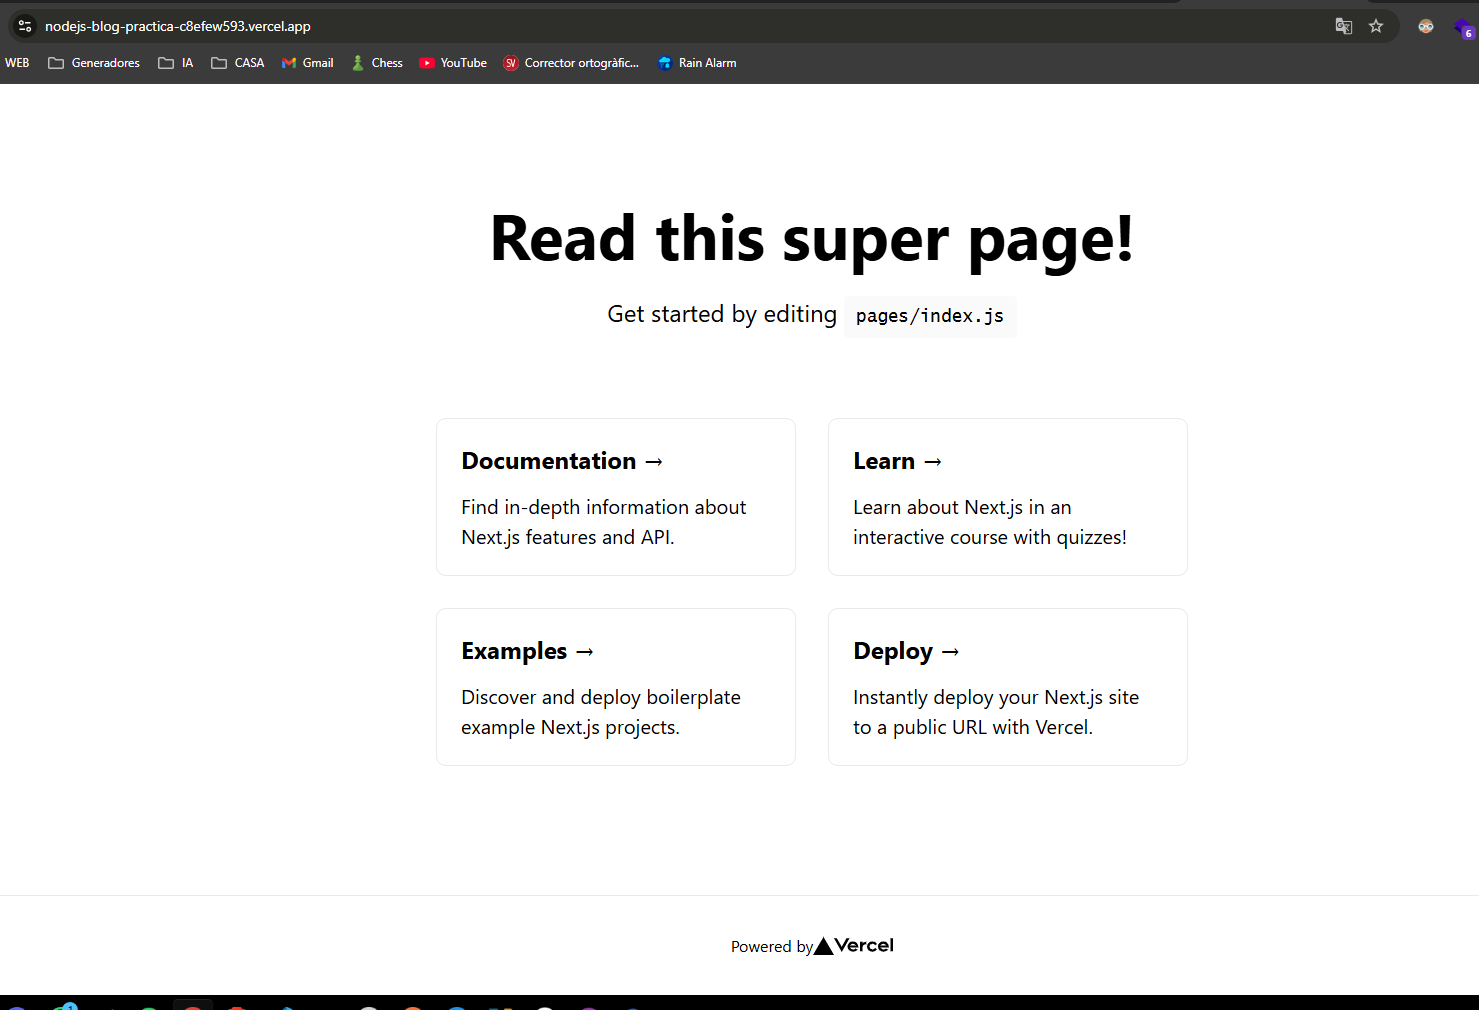 nodejs-blog-practica-c8efew593.vercel.app
6
WEB Generadores IA CASA Gmail Chess YouTube SV Corrector ortogràfic... Rain Alarm
Read this super page!
Get started by editing pages/index.js
Documentation →
Find in-depth information about
Next.js features and API.
Learn →
Learn about Next.js in an
interactive course with quizzes!
Examples →
Discover and deploy boilerplate
example Next.js projects.
Deploy →
Instantly deploy your Next.js site
to a public URL with Vercel.
Powered by Vercel